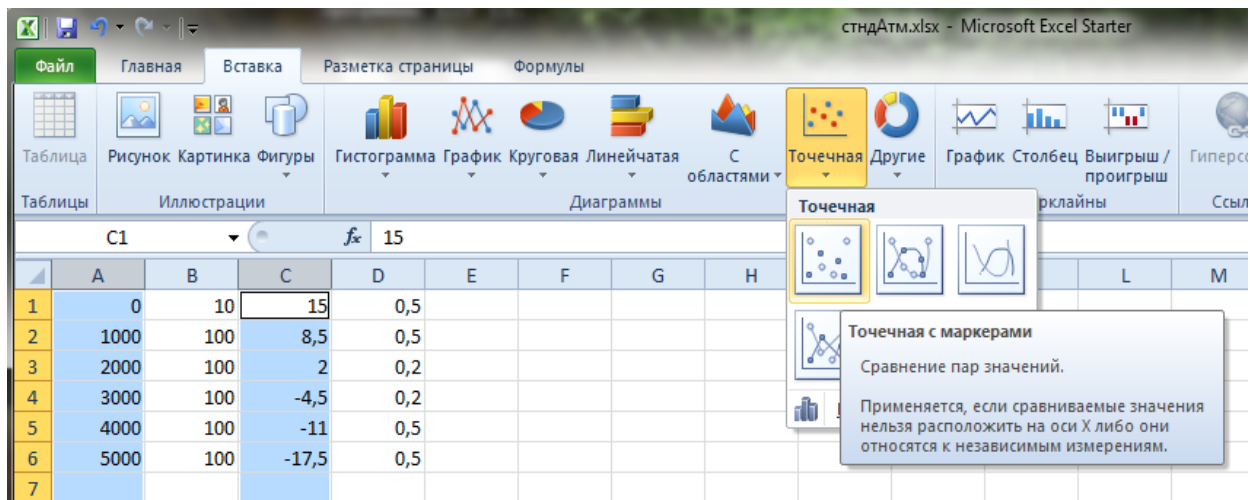 стндАтм.xlsx - Microsoft Excel Starter
Файл Главная Вставка Разметка страницы Формулы
Таблица Рисунок Картинка Фигуры Гистограмма График Круговая Линейчатая С областями Точечная Другие График Столбец Выигрыш / проигрыш
Таблицы Иллюстрации Диаграммы
Точечная
C1 fx 15
A B C D E F G H L M
1 0 10 15 0,5
2 1000 100 8,5 0,5
3 2000 100 2 0,2
4 3000 100 -4,5 0,2
5 4000 100 -11 0,5
6 5000 100 -17,5 0,5
7
Точечная с маркерами
Сравнение пар значений.
Применяется, если сравниваемые значения
нельзя расположить на оси X либо они
относятся к независимым измерениям.